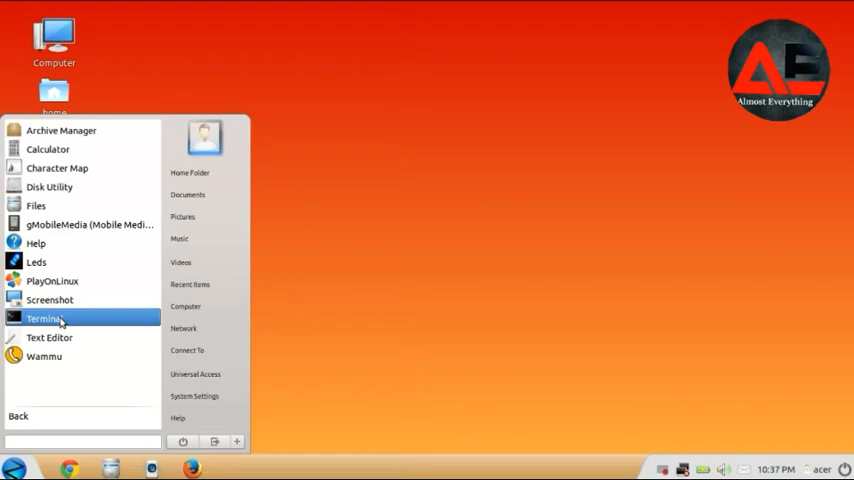 Computer
home
Almost Everything
Archive Manager
Calculator
Character Map
Disk Utility
Files
gMobileMedia (Mobile Medi...
Help
Leds
PlayOnLinux
Screenshot
Terminal
Text Editor
Wammu
Back
Home Folder
Documents
Pictures
Music
Videos
Recent Items
Computer
Network
Connect To
Universal Access
System Settings
Help
10:37 PM
acer